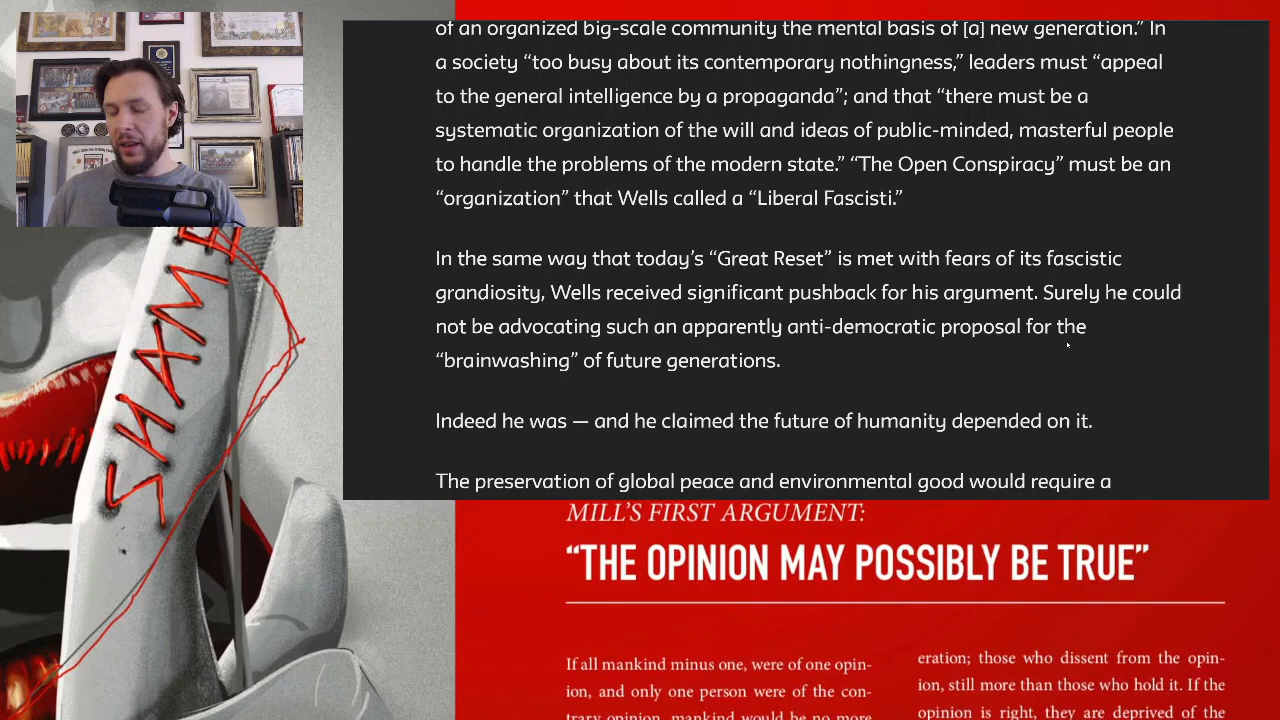 of an organized big-scale community the mental basis of [a] new generation.” In
a society “too busy about its contemporary nothingness,” leaders must “appeal
to the general intelligence by a propaganda”; and that “there must be a
systematic organization of the will and ideas of public-minded, masterful people
to handle the problems of the modern state.” “The Open Conspiracy” must be an
“organization” that Wells called a “Liberal Fascisti.”
In the same way that today’s “Great Reset” is met with fears of its fascistic
grandiosity, Wells received significant pushback for his argument. Surely he could
not be advocating such an apparently anti-democratic proposal for the
“brainwashing” of future generations.
Indeed he was — and he claimed the future of humanity depended on it.
The preservation of global peace and environmental good would require a
SHAME
MILL’S FIRST ARGUMENT:
“THE OPINION MAY POSSIBLY BE TRUE”
If all mankind minus one, were of one opin-
ion, and only one person were of the con-
trary opinion, mankind would be no more
eration; those who dissent from the opin-
ion, still more than those who hold it. If the
opinion is right, they are deprived of the